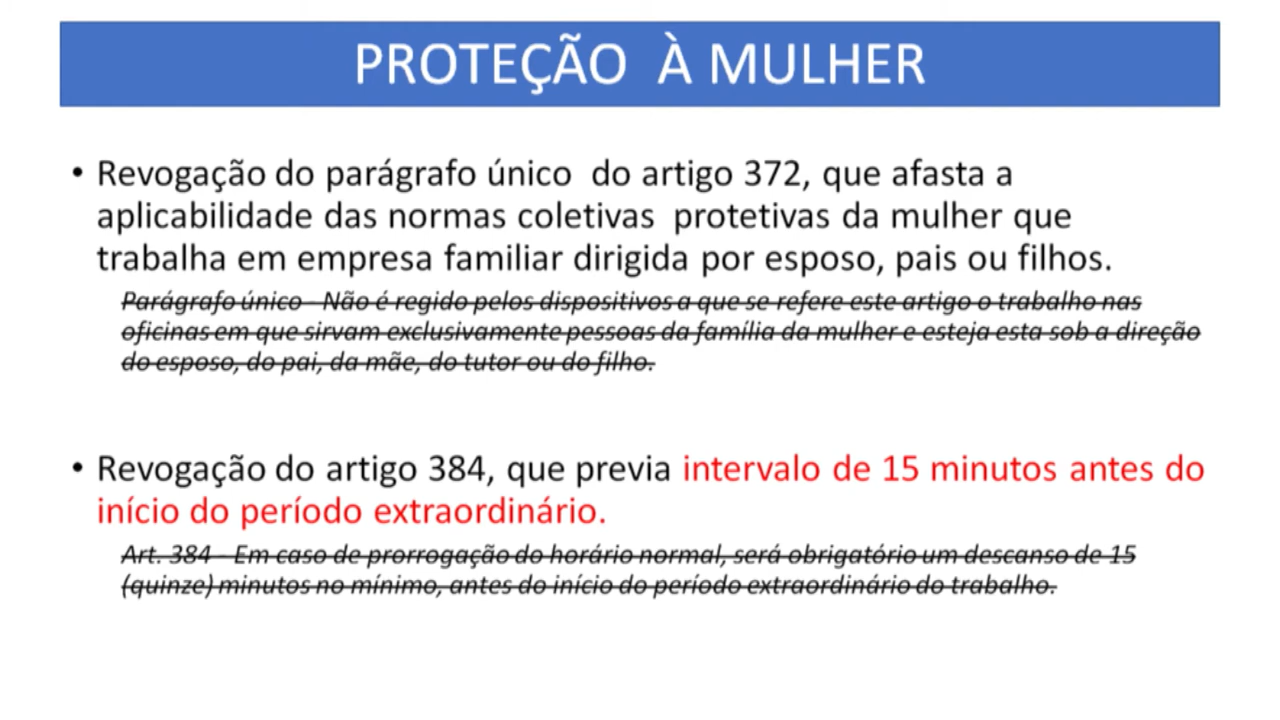 PROTEÇÃO À MULHER
• Revogação do parágrafo único do artigo 372, que afasta a
aplicabilidade das normas coletivas protetivas da mulher que
trabalha em empresa familiar dirigida por esposo, pais ou filhos.
Parágrafo único - Não é regido pelos dispositivos a que se refere este artigo o trabalho nas
oficinas em que sirvam exclusivamente pessoas da família da mulher e esteja esta sob a direção
do esposo, do pai, da mãe, do tutor ou do filho.
• Revogação do artigo 384, que previa intervalo de 15 minutos antes do
início do período extraordinário.
Art. 384 - Em caso de prorrogação do horário normal, será obrigatório um descanso de 15
(quinze) minutos no mínimo, antes do início do período extraordinário do trabalho.